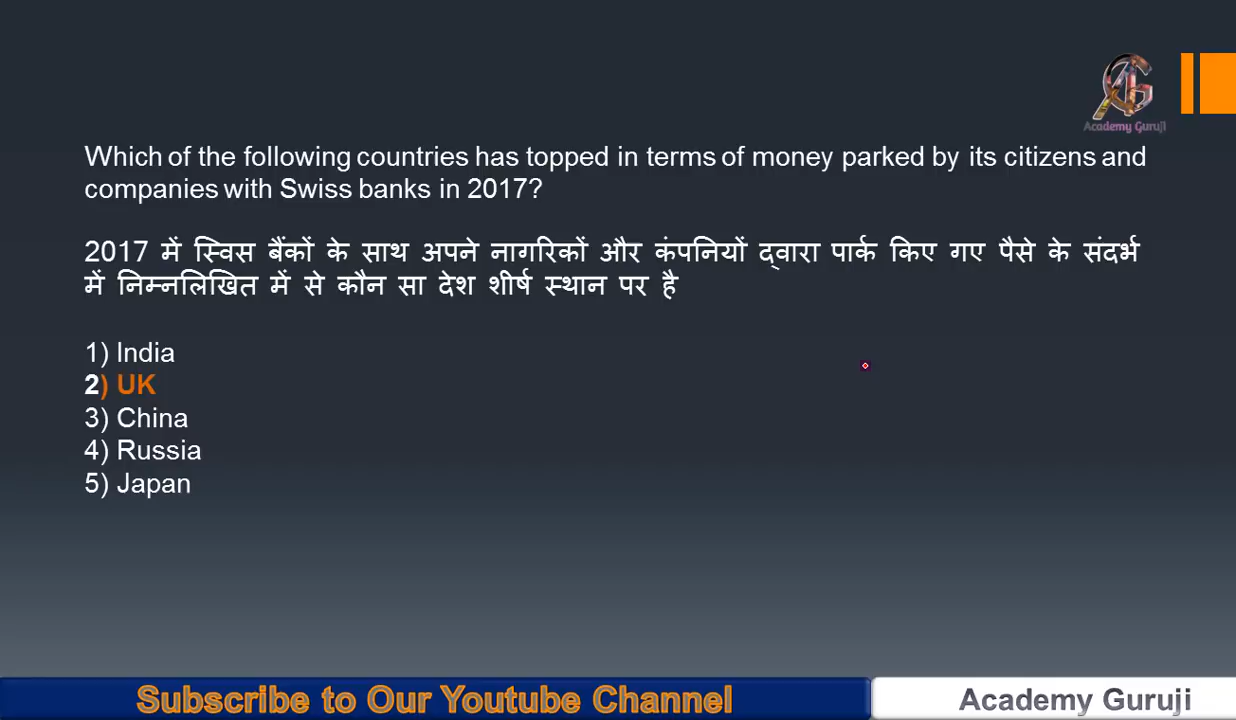 Academy Guruji
Which of the following countries has topped in terms of money parked by its citizens and
companies with Swiss banks in 2017?
2017 में स्विस बैंकों के साथ अपने नागरिकों और कंपनियों द्वारा पार्क किए गए पैसे के संदर्भ
में निम्नलिखित में से कौन सा देश शीर्ष स्थान पर है
1) India
2) UK
3) China
4) Russia
5) Japan
Subscribe to Our Youtube Channel
Academy Guruji